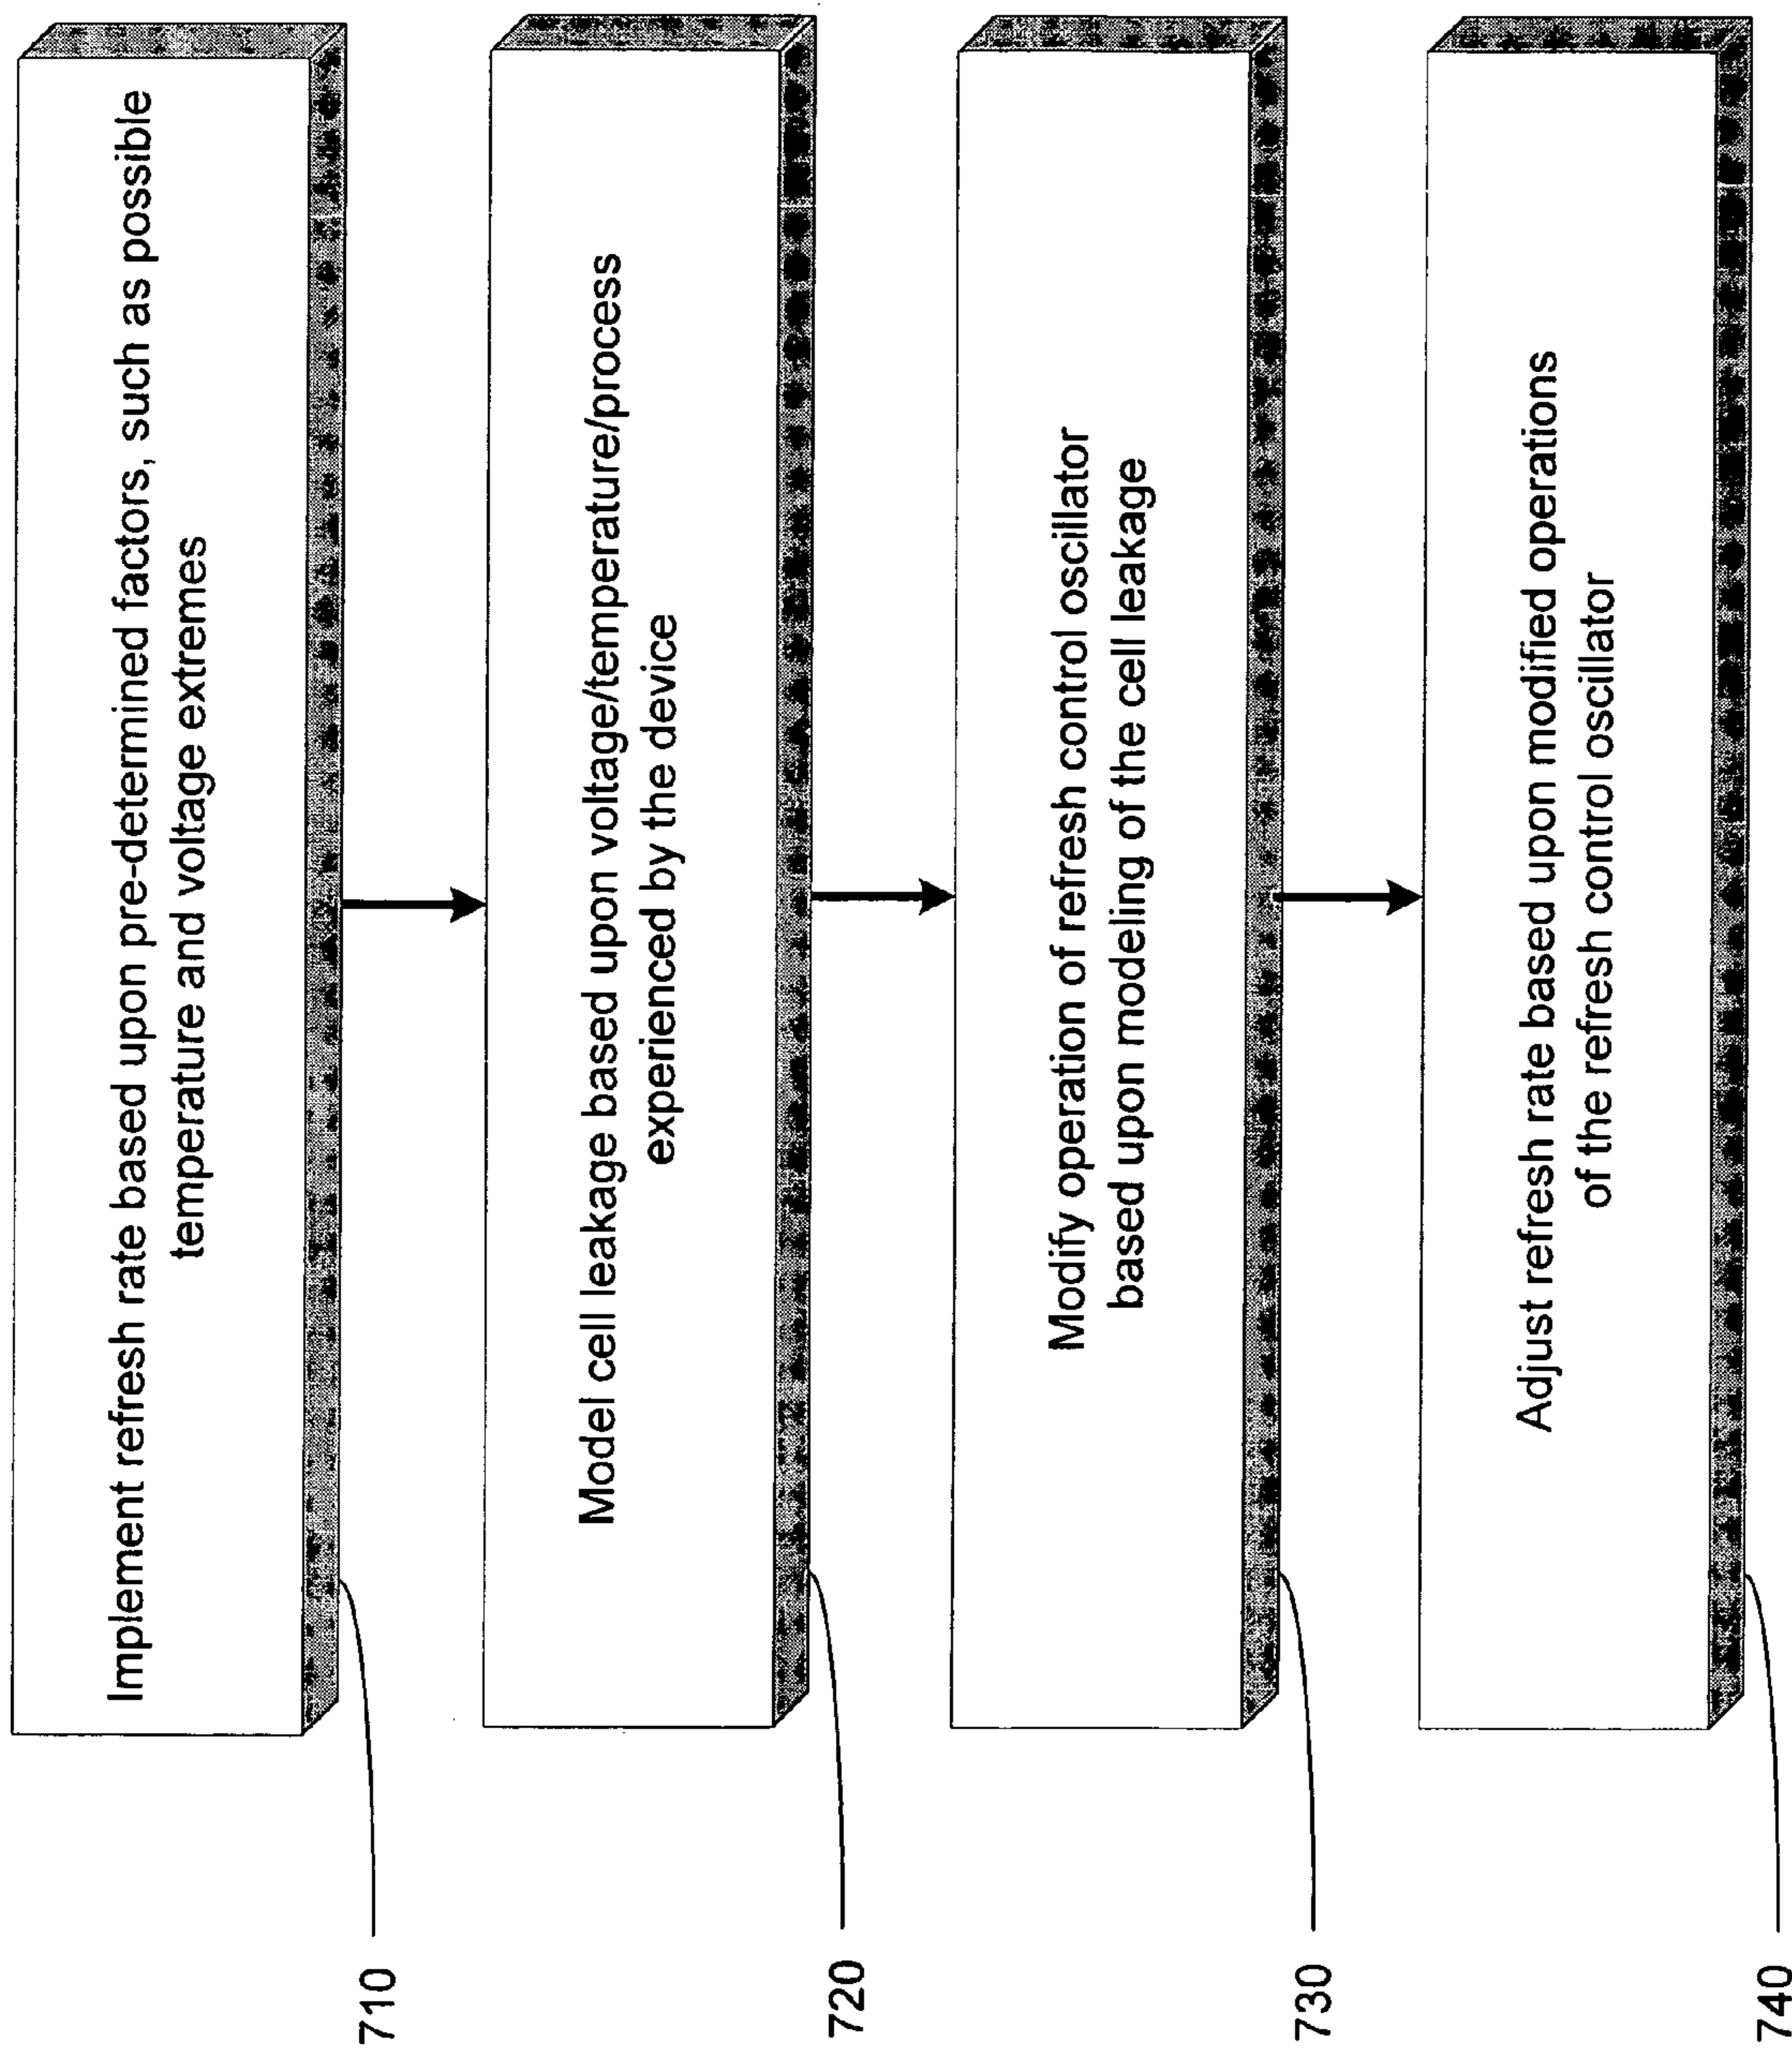 Implement refresh rate based upon pre-determined factors, such as possible
temperature and voltage extremes
710
Model cell leakage based upon voltage/temperature/process
experienced by the device
720
Modify operation of refresh control oscillator
based upon modeling of the cell leakage
730
Adjust refresh rate based upon modified operations
of the refresh control oscillator
740